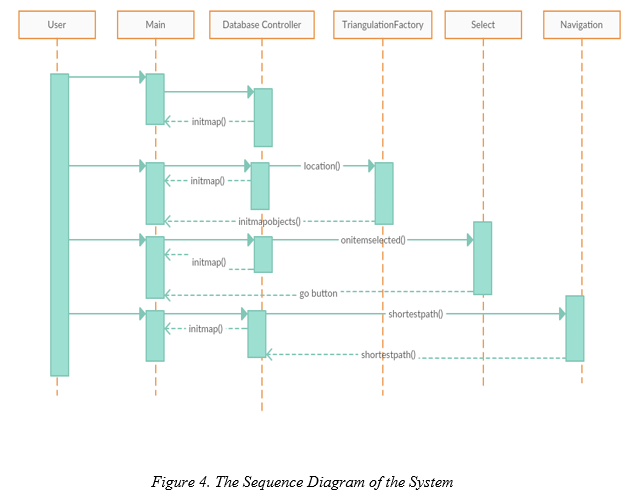 User Main Database Controller TriangulationFactory Select Navigation
initmap()
location()
initmap()
initmapobjects()
onitemselected()
initmap()
go button
shortestpath()
initmap()
shortestpath()
Figure 4. The Sequence Diagram of the System